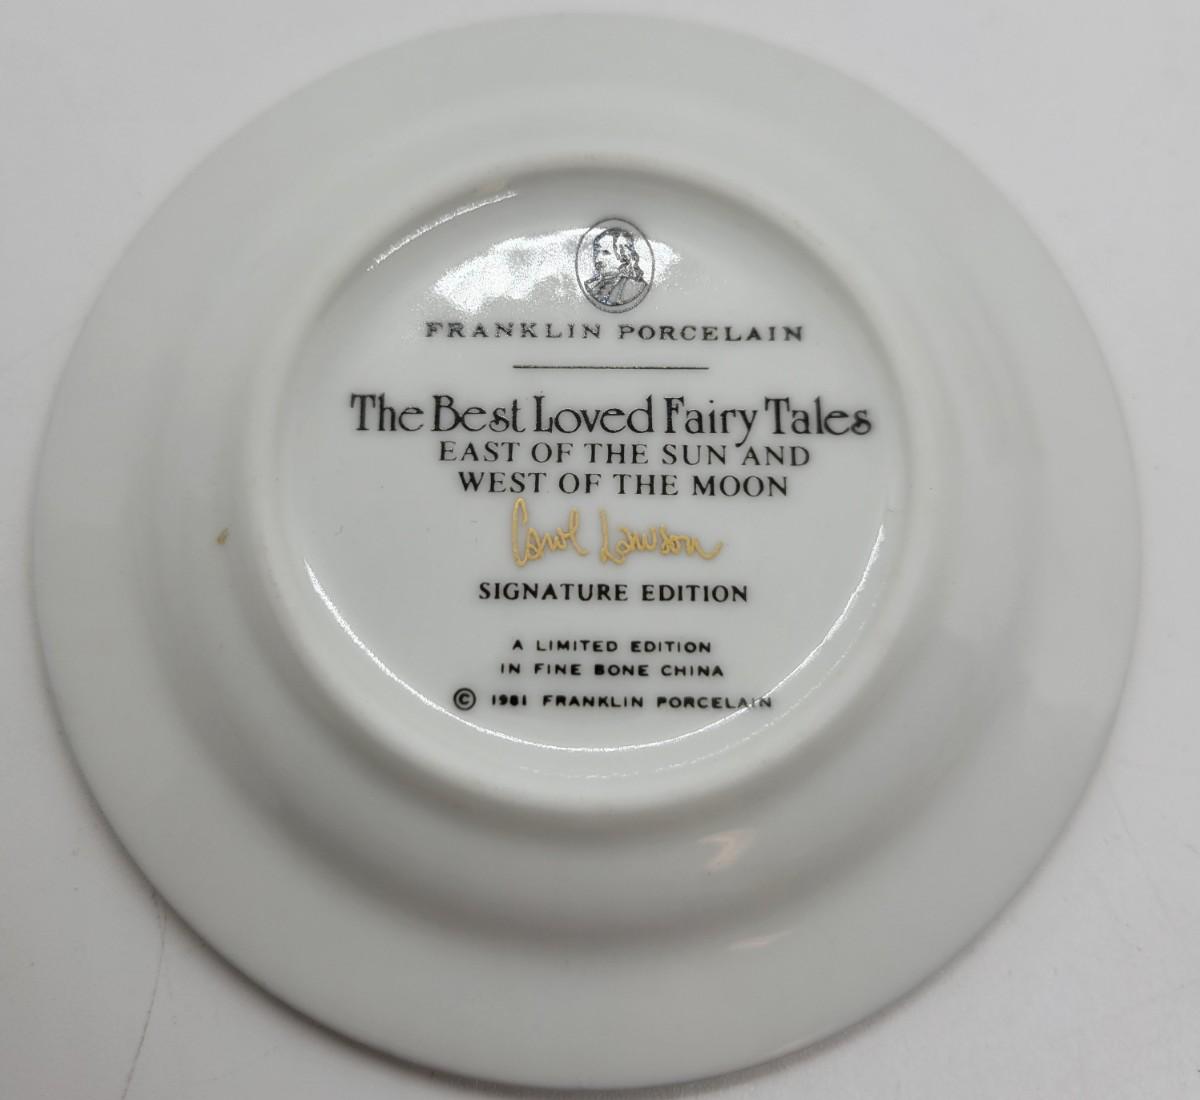 FRANKLIN PORCELAIN
The Best Loved Fairy Tales
EAST OF THE SUN AND
WEST OF THE MOON
Carol Lawson
SIGNATURE EDITION
A LIMITED EDITION
IN FINE BONE CHINA
© 1981 FRANKLIN PORCELAIN